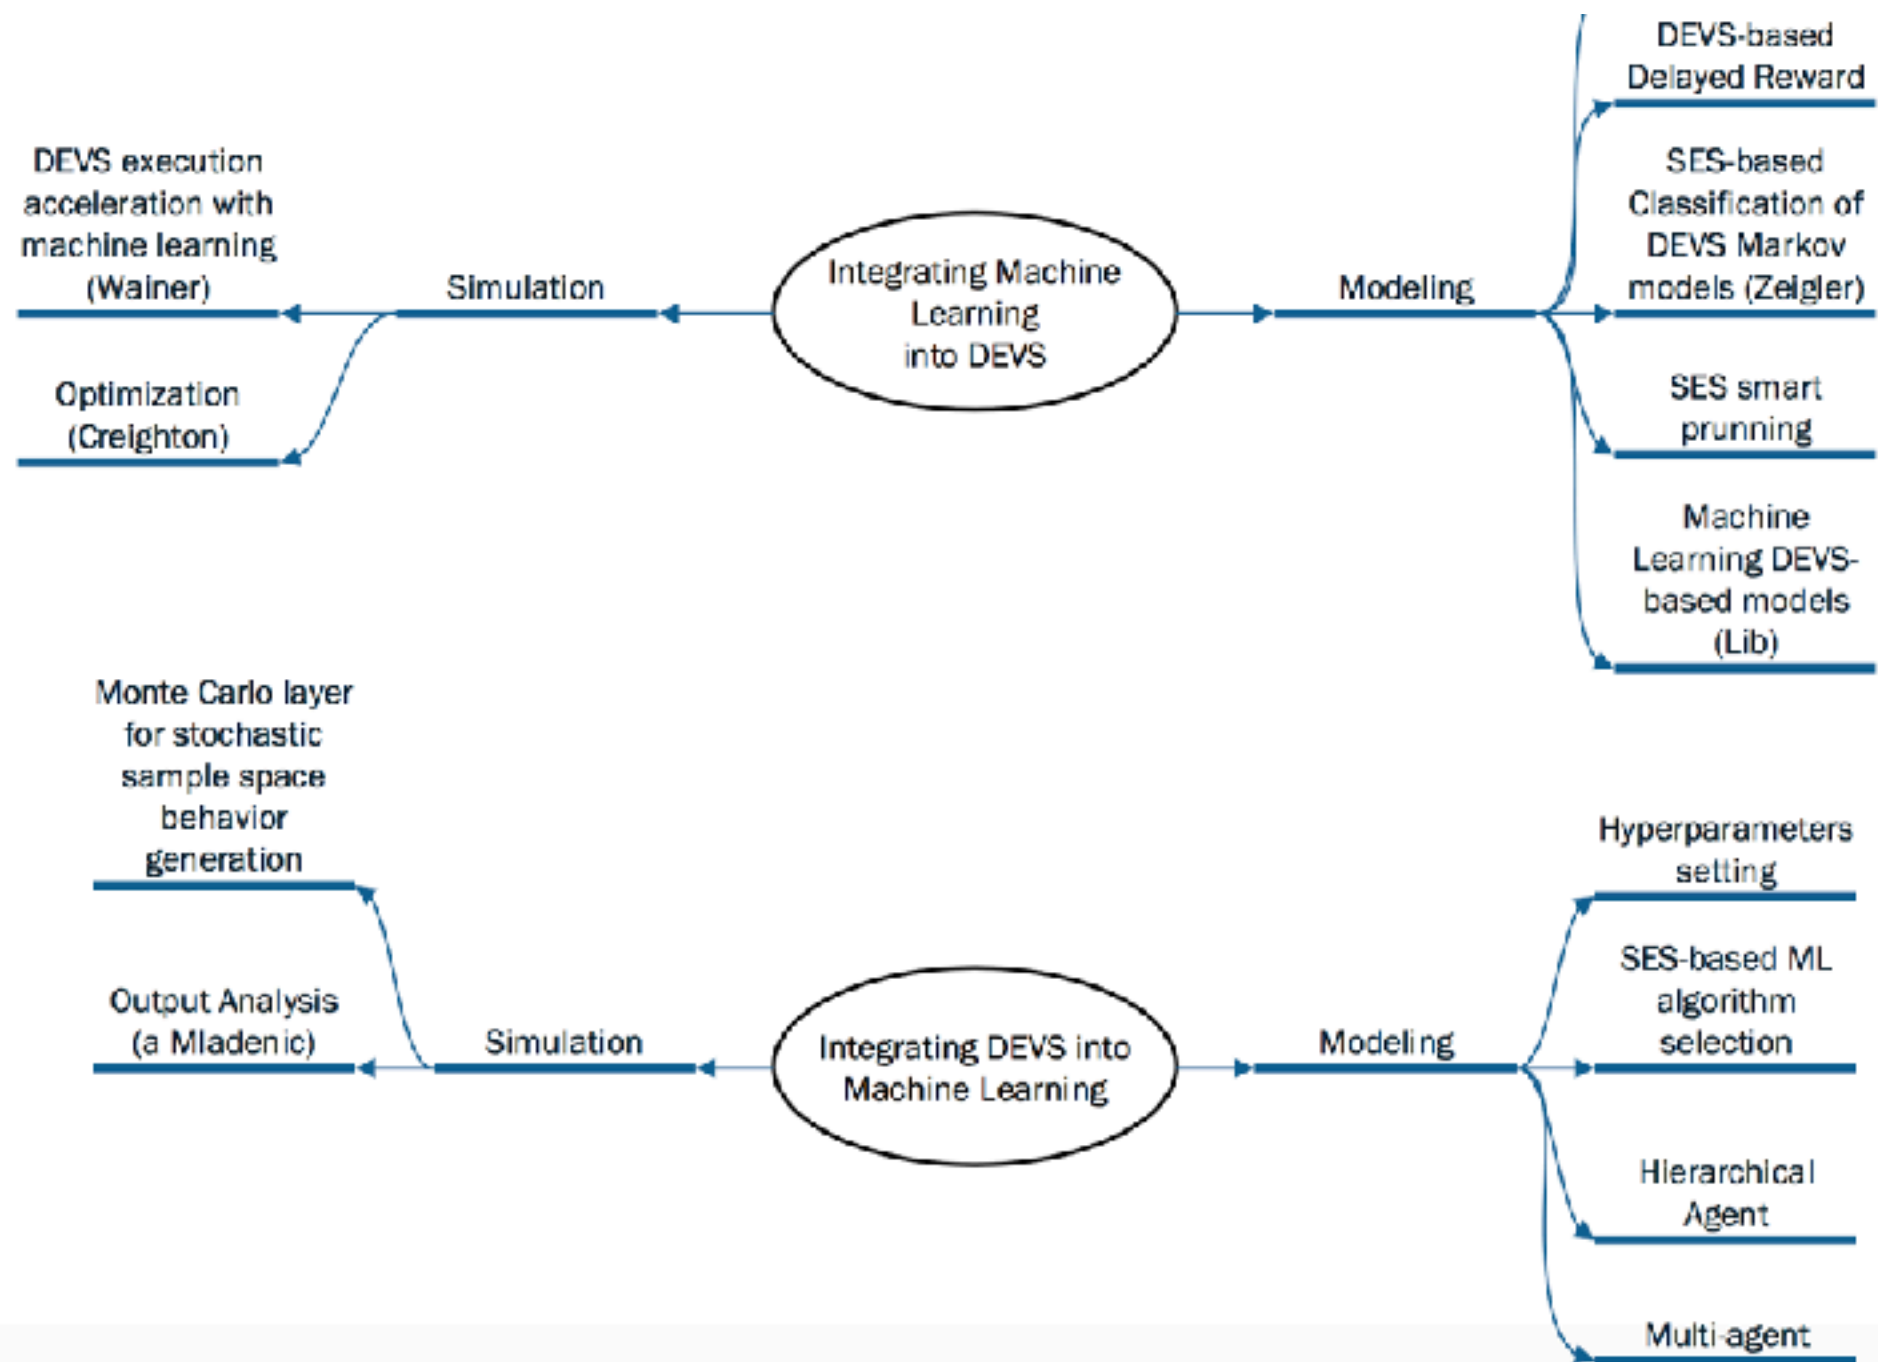 DEVS-based
Delayed Reward
DEVS execution
acceleration with
machine learning
(Wainer)
Simulation
Integrating Machine
Learning
into DEVS
Modeling
SES-based
Classification of
DEVS Markov
models (Zeigler)
Optimization
(Creighton)
SES smart
prunning
Machine
Learning DEVS-
based models
(Lib)
Monte Carlo layer
for stochastic
sample space
behavior
generation
Hyperparameters
setting
Output Analysis
(a Mladenic)
Simulation
Integrating DEVS into
Machine Learning
Modeling
SES-based ML
algorithm
selection
Hierarchical
Agent
Multi-agent